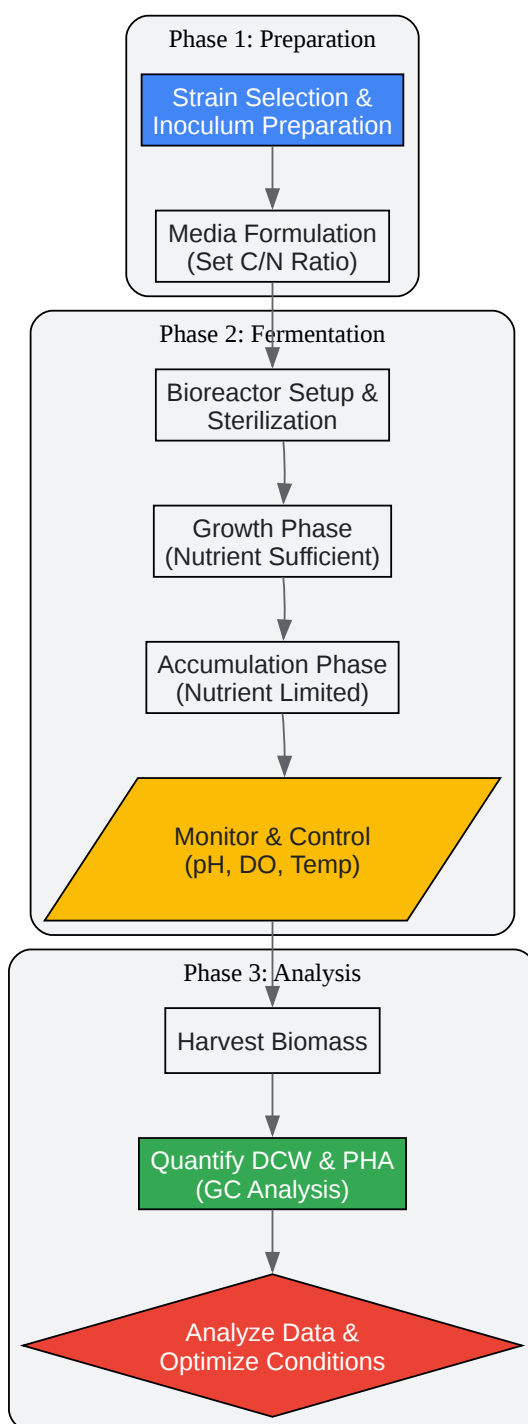 Phase 1: Preparation
Strain Selection &
Inoculum Preparation
Media Formulation
(Set C/N Ratio)
Phase 2: Fermentation
Bioreactor Setup &
Sterilization
Growth Phase
(Nutrient Sufficient)
Accumulation Phase
(Nutrient Limited)
Monitor & Control
(pH, DO, Temp)
Phase 3: Analysis
Harvest Biomass
Quantify DCW & PHA
(GC Analysis)
Analyze Data &
Optimize Conditions